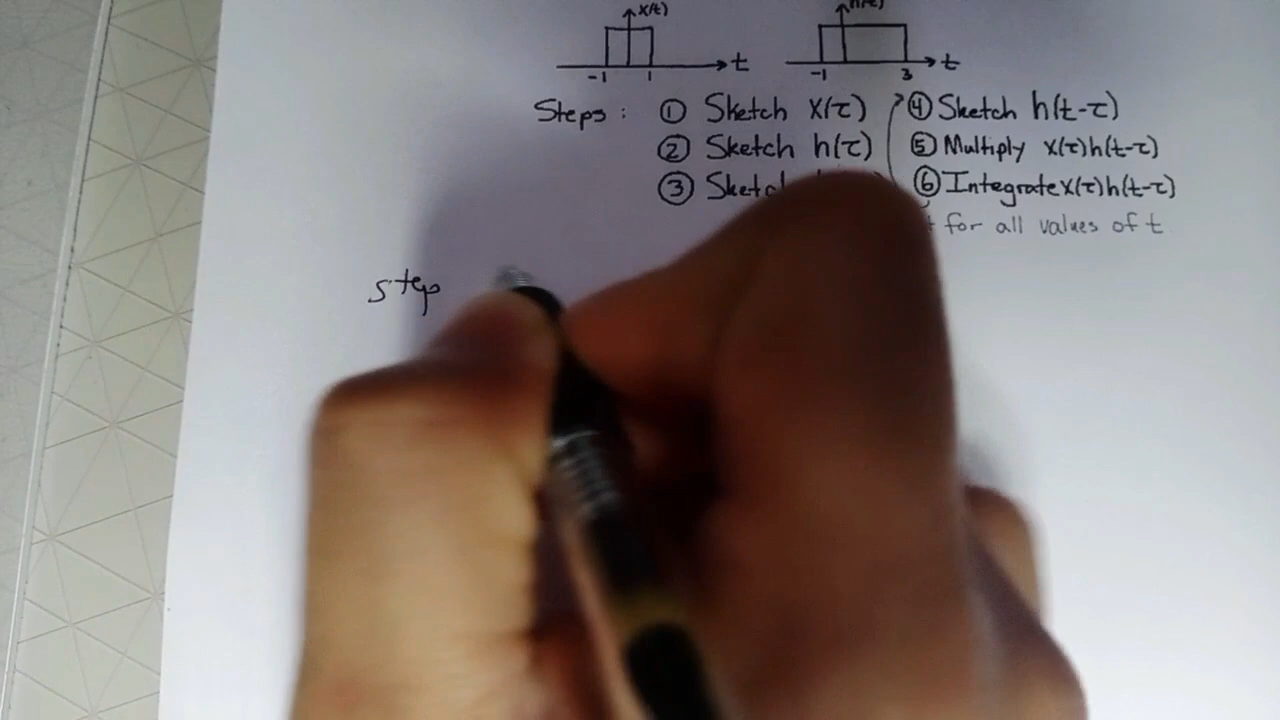 x(t) h(t)
t t
-1 1 -1 3
Steps: ① Sketch x(τ) ④ Sketch h(t-τ)
② Sketch h(τ) ⑤ Multiply x(τ)h(t-τ)
③ Sketch ⑥ Integrate x(τ)h(t-τ)
for all values of t
step